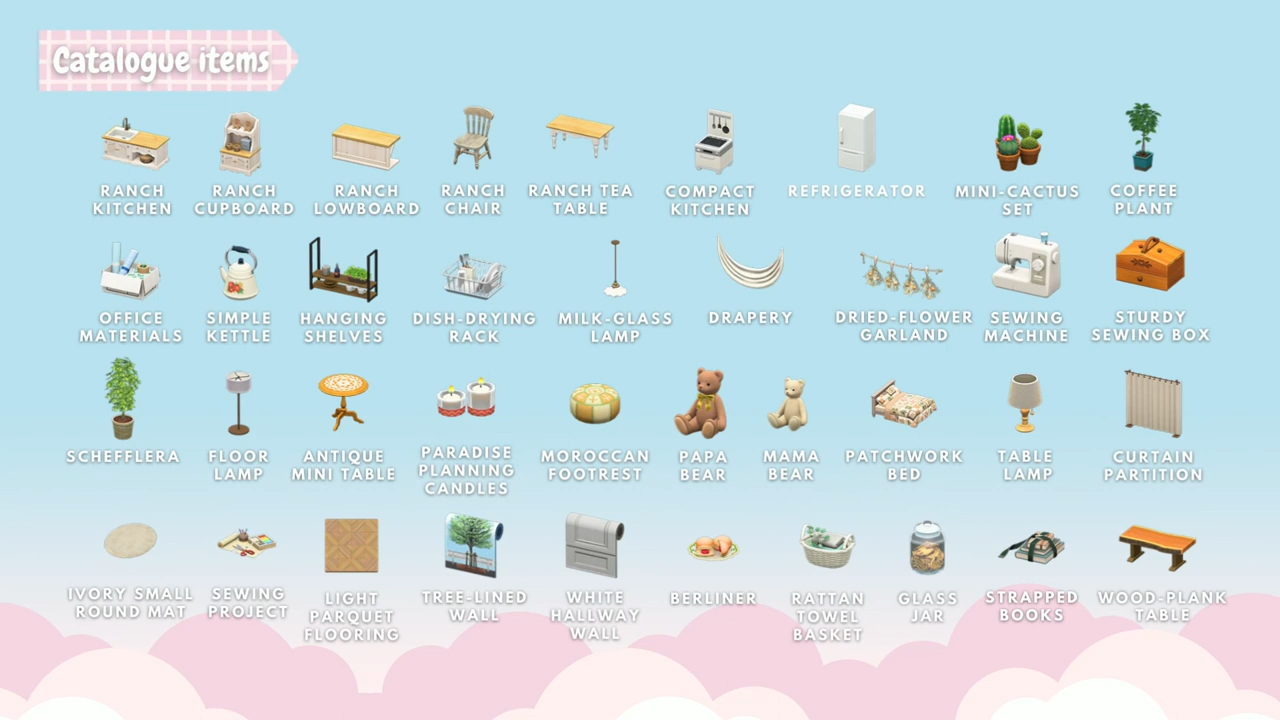 Catalogue items
RANCH
KITCHEN
RANCH
CUPBOARD
RANCH
LOWBOARD
RANCH
CHAIR
RANCH TEA
TABLE
COMPACT
KITCHEN
REFRIGERATOR
MINI-CACTUS
SET
COFFEE
PLANT
OFFICE
MATERIALS
SIMPLE
KETTLE
HANGING
SHELVES
DISH-DRYING
RACK
MILK-GLASS
LAMP
DRAPERY
DRIED-FLOWER
GARLAND
SEWING
MACHINE
STURDY
SEWING BOX
SCHEFFLERA
FLOOR
LAMP
ANTIQUE
MINI TABLE
PARADISE
PLANNING
CANDLES
MOROCCAN
FOOTREST
PAPA
BEAR
MAMA
BEAR
PATCHWORK
BED
TABLE
LAMP
CURTAIN
PARTITION
IVORY SMALL
ROUND MAT
SEWING
PROJECT
LIGHT
PARQUET
FLOORING
TREE-LINED
WALL
WHITE
HALLWAY
WALL
BERLINER
RATTAN
TOWEL
BASKET
GLASS
JAR
STRAPPED
BOOKS
WOOD-PLANK
TABLE